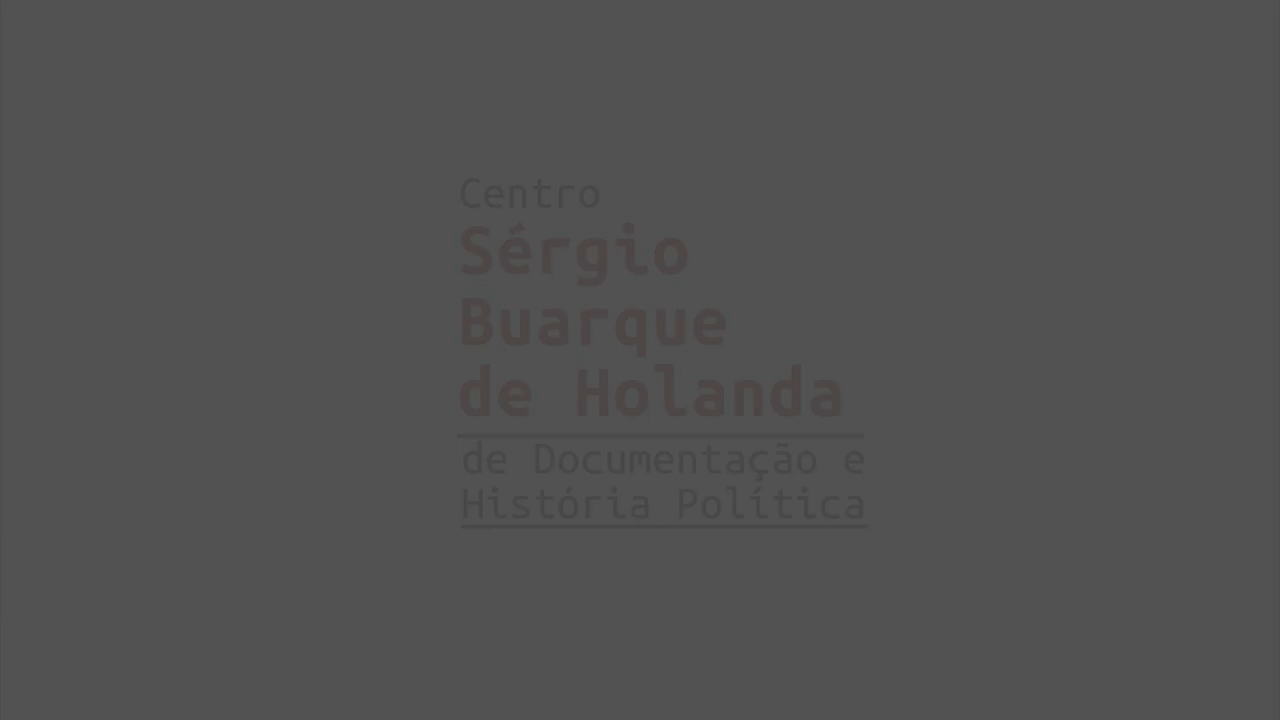 Centro
Sérgio
Buarque
de Holanda
de Documentação e
História Política